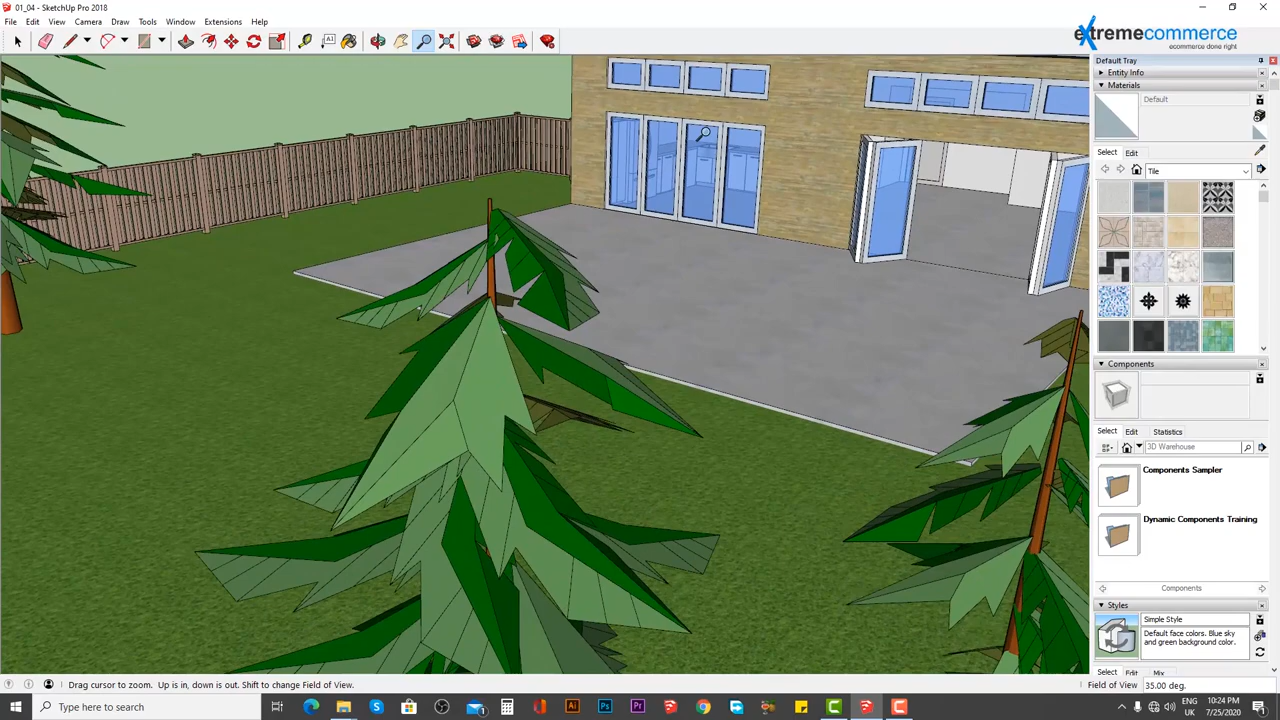 01_04 - SketchUp Pro 2018
File Edit View Camera Draw Tools Window Extensions Help
extremecommerce
ecommerce done right
Default Tray
Entity Info
Materials
Default
Select Edit
Tile
Components
Select Edit Statistics
3D Warehouse
Components Sampler
Dynamic Components Training
Components
Styles
Simple Style
Default face colors. Blue sky
and green background color.
Select Edit Mix
Drag cursor to zoom. Up is in, down is out. Shift to change Field of View.
Field of View 35.00 deg.
Type here to search
ENG 10:24 PM
UK 7/25/2020